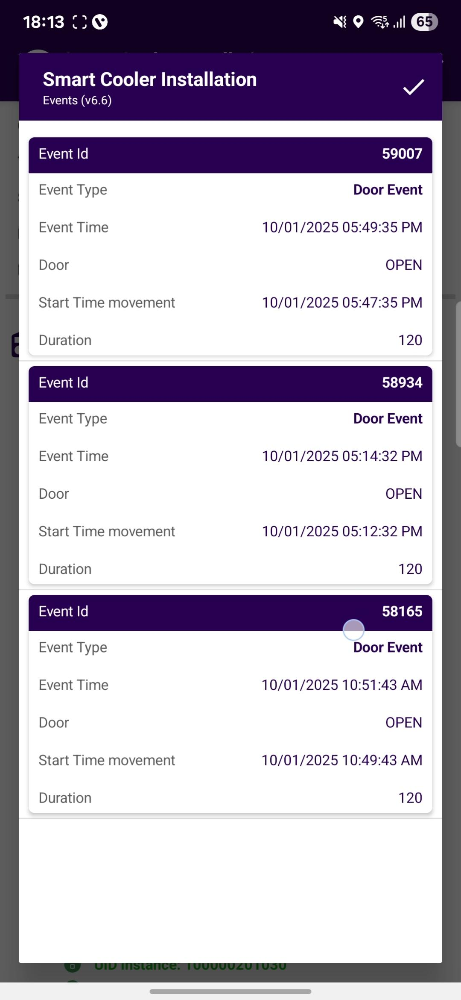 18:13
65
Smart Cooler Installation
Events (v6.6)
Event Id 59007
Event Type Door Event
Event Time 10/01/2025 05:49:35 PM
Door OPEN
Start Time movement 10/01/2025 05:47:35 PM
Duration 120
Event Id 58934
Event Type Door Event
Event Time 10/01/2025 05:14:32 PM
Door OPEN
Start Time movement 10/01/2025 05:12:32 PM
Duration 120
Event Id 58165
Event Type Door Event
Event Time 10/01/2025 10:51:43 AM
Door OPEN
Start Time movement 10/01/2025 10:49:43 AM
Duration 120
UID Instance: 100000201030